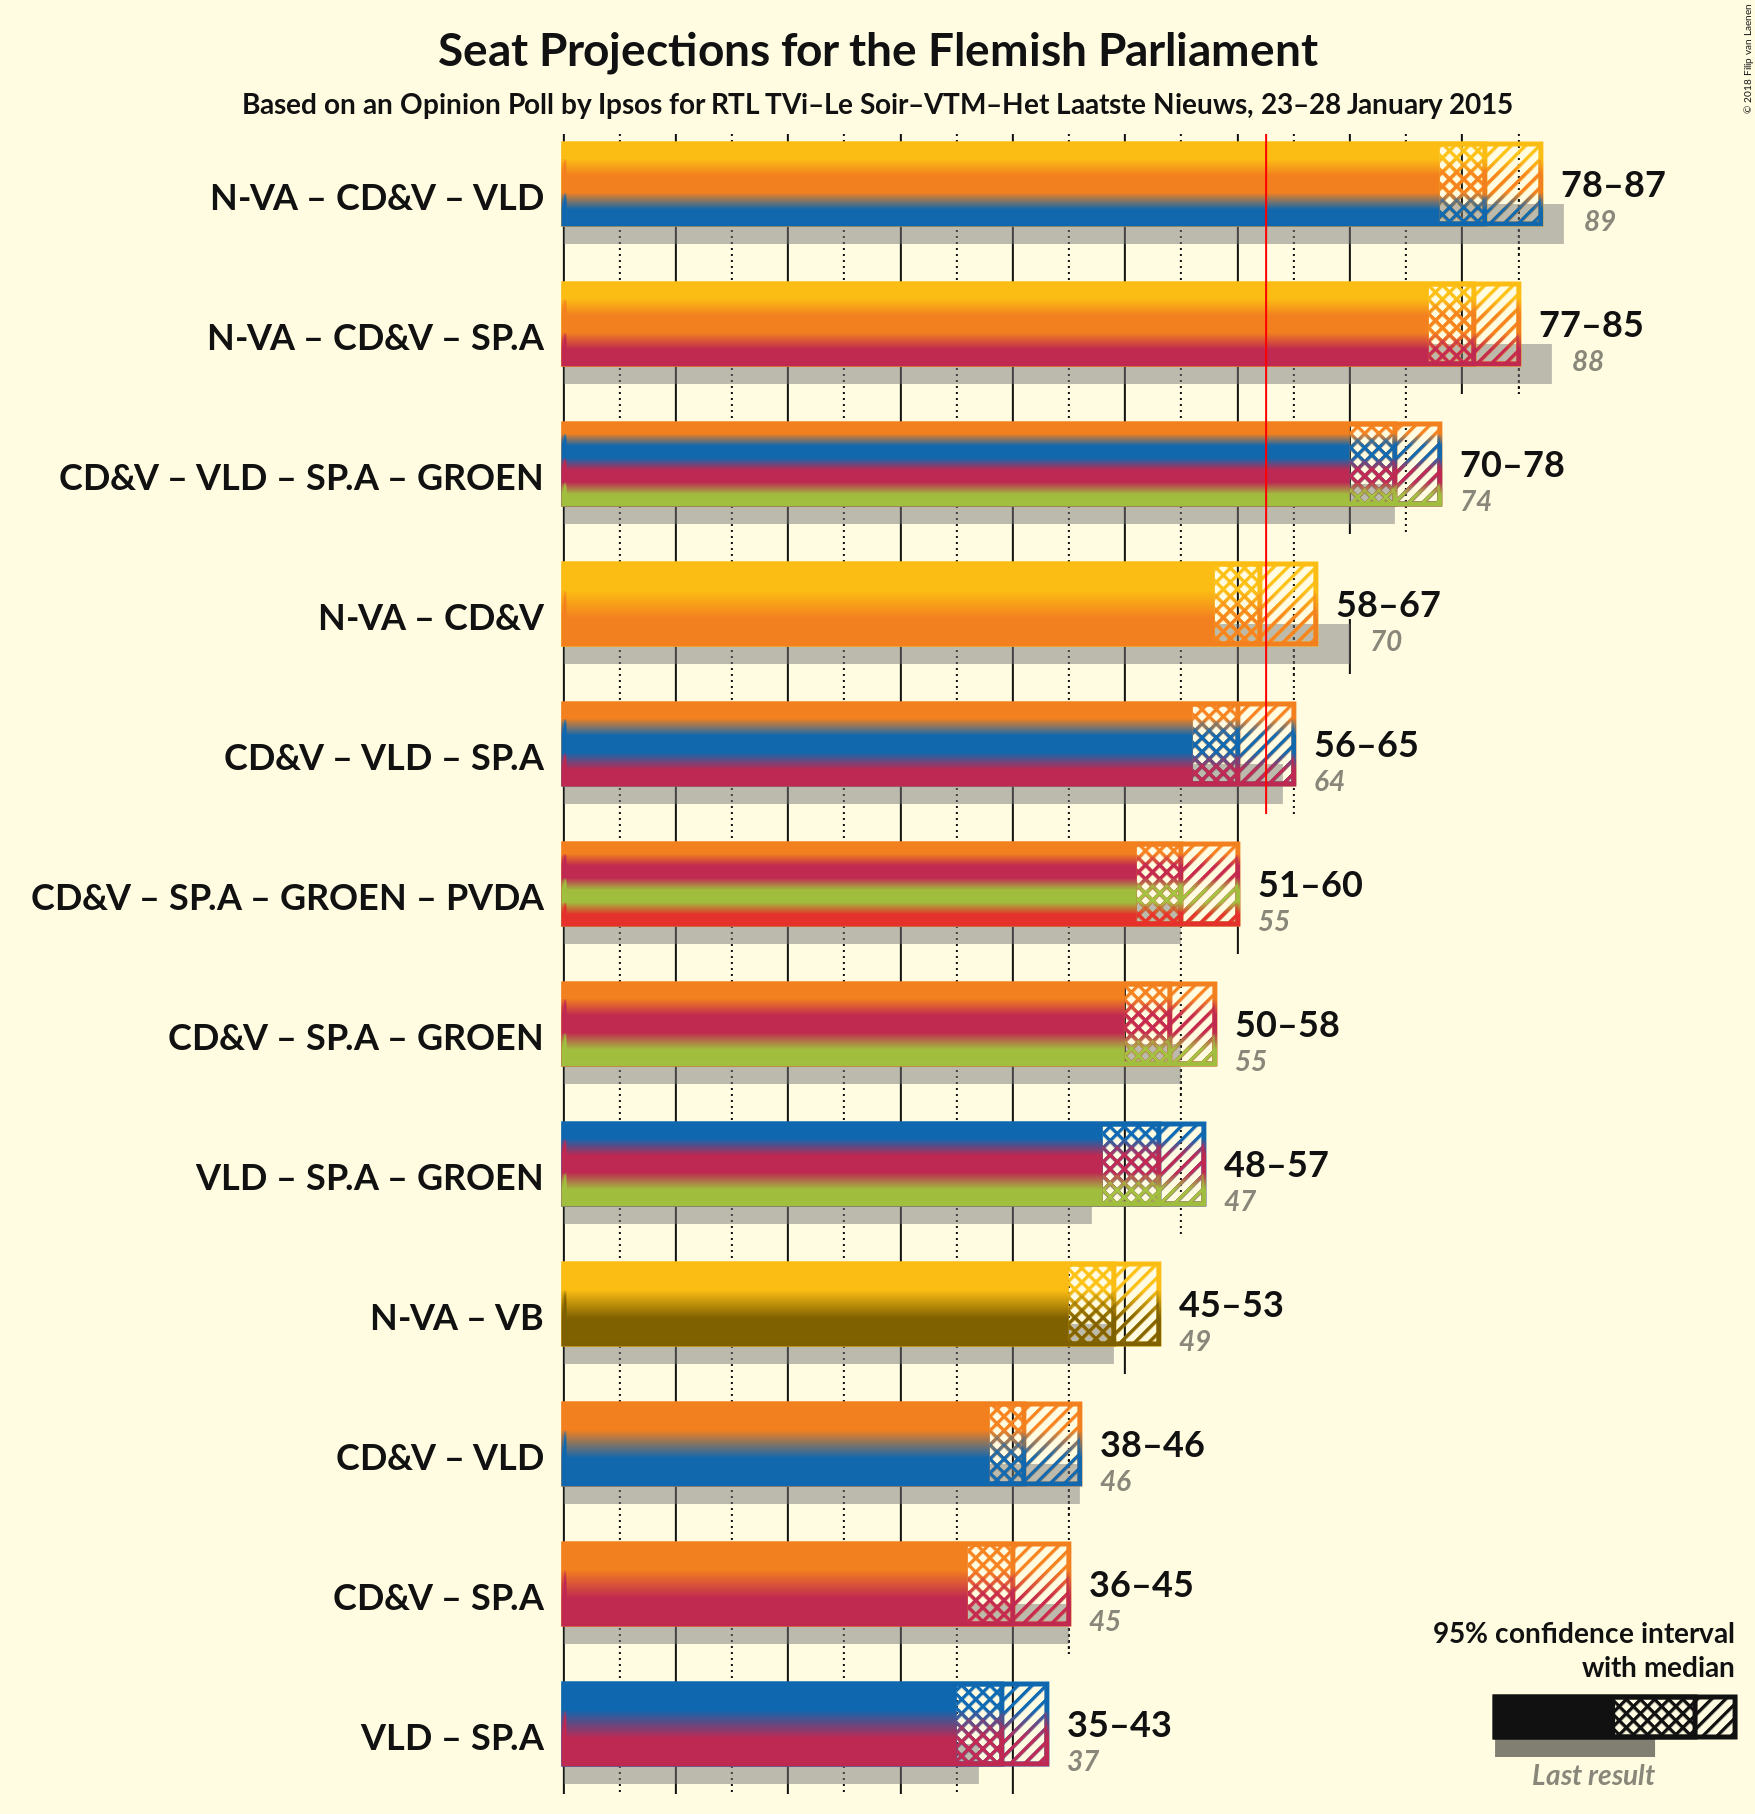 Seat Projections for the Flemish Parliament
Based on an Opinion Poll by Ipsos for RTL TVi–Le Soir–VTM–Het Laatste Nieuws, 23–28 January 2015
© 2018 Filip van Laenen
N-VA – CD&V – VLD
78–87
89
N-VA – CD&V – SP.A
77–85
88
CD&V – VLD – SP.A – GROEN
70–78
74
N-VA – CD&V
58–67
70
CD&V – VLD – SP.A
56–65
64
CD&V – SP.A – GROEN – PVDA
51–60
55
CD&V – SP.A – GROEN
50–58
55
VLD – SP.A – GROEN
48–57
47
N-VA – VB
45–53
49
CD&V – VLD
38–46
46
CD&V – SP.A
36–45
45
VLD – SP.A
35–43
37
95% confidence interval
with median
Last result